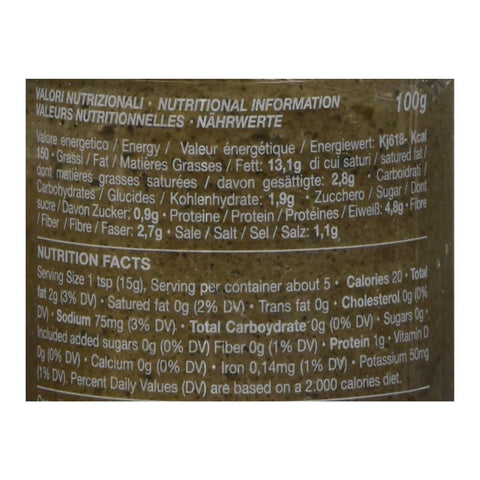 VALORI NUTRIZIONALI • NUTRITIONAL INFORMATION 100g
VALEURS NUTRITIONNELLES • NÄHRWERTE
Valore energetico / Energy / Valeur énergétique / Energiewert: Kj618- Kcal
150 • Grassi / Fat / Matières Grasses / Fett: 13,1g di cui saturi / saturated fat /
dont matières grasses saturées / davon gesättigte: 2,8g • Carboidrati /
Carbohydrates / Glucides / Kohlenhydrate: 1,9g • Zucchero / Sugar / Dont
sucre / Davon Zucker: 0,9g • Proteine / Protein / Protéines / Eiweiß: 4,8g • Fibre
/ Fiber / Fibre / Faser: 2,7g • Sale / Salt / Sel / Salz: 1,1g
NUTRITION FACTS
Serving Size 1 tsp (15g), Serving per container about 5 • Calories 20 • Total
fat 2g (3% DV) • Saturated fat 0g (2% DV) • Trans fat 0g • Cholesterol 0g (0%
DV) • Sodium 75mg (3% DV) • Total Carboydrate 0g (0% DV) • Sugars 0g •
Included added sugars 0g (0% DV) Fiber 0g (1% DV) • Protein 1g • Vitamin D
0g (0% DV) • Calcium 0g (0% DV) • Iron 0,14mg (1% DV) • Potassium 50mg
(1% DV). Percent Daily Values (DV) are based on a 2.000 calories diet.